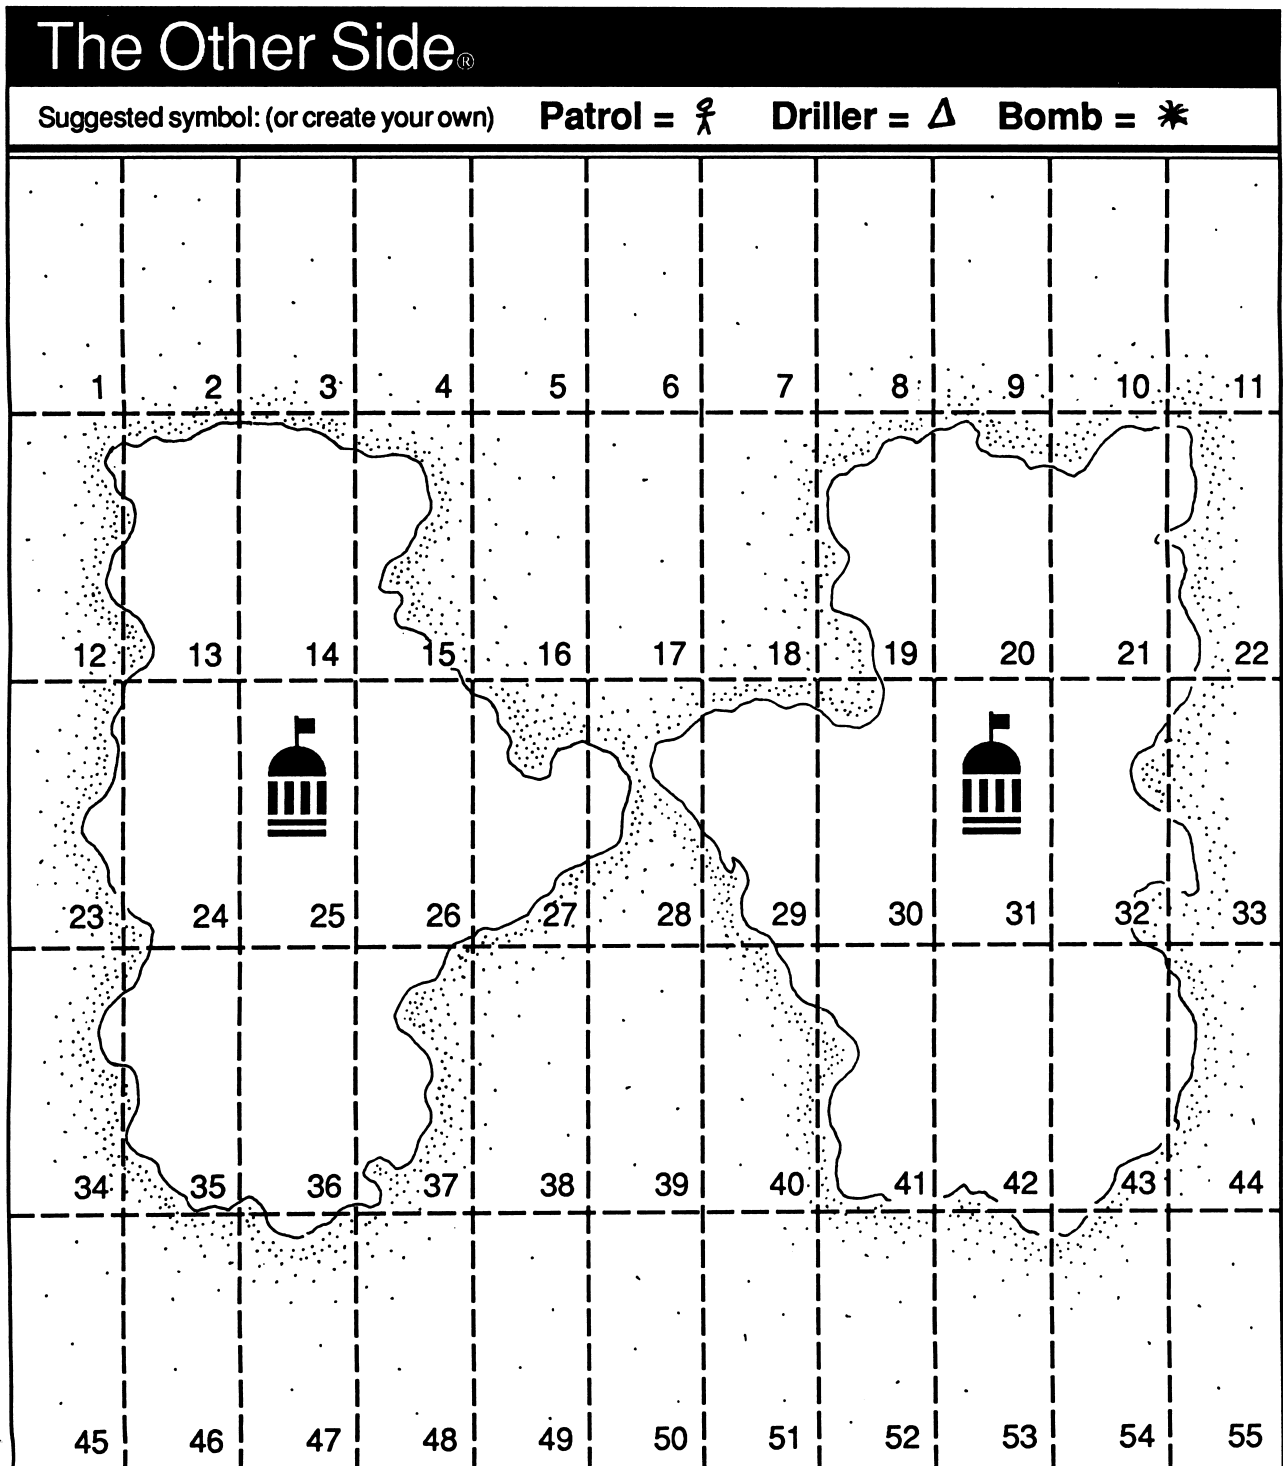 The Other Side®
Suggested symbol: (or create your own) Patrol = Driller = Δ Bomb = *
1 2 3 4 5 6 7 8 9 10 11
12 13 14 15 16 17 18 19 20 21 22
23 24 25 26 27 28 29 30 31 32 33
34 35 36 37 38 39 40 41 42 43 44
45 46 47 48 49 50 51 52 53 54 55